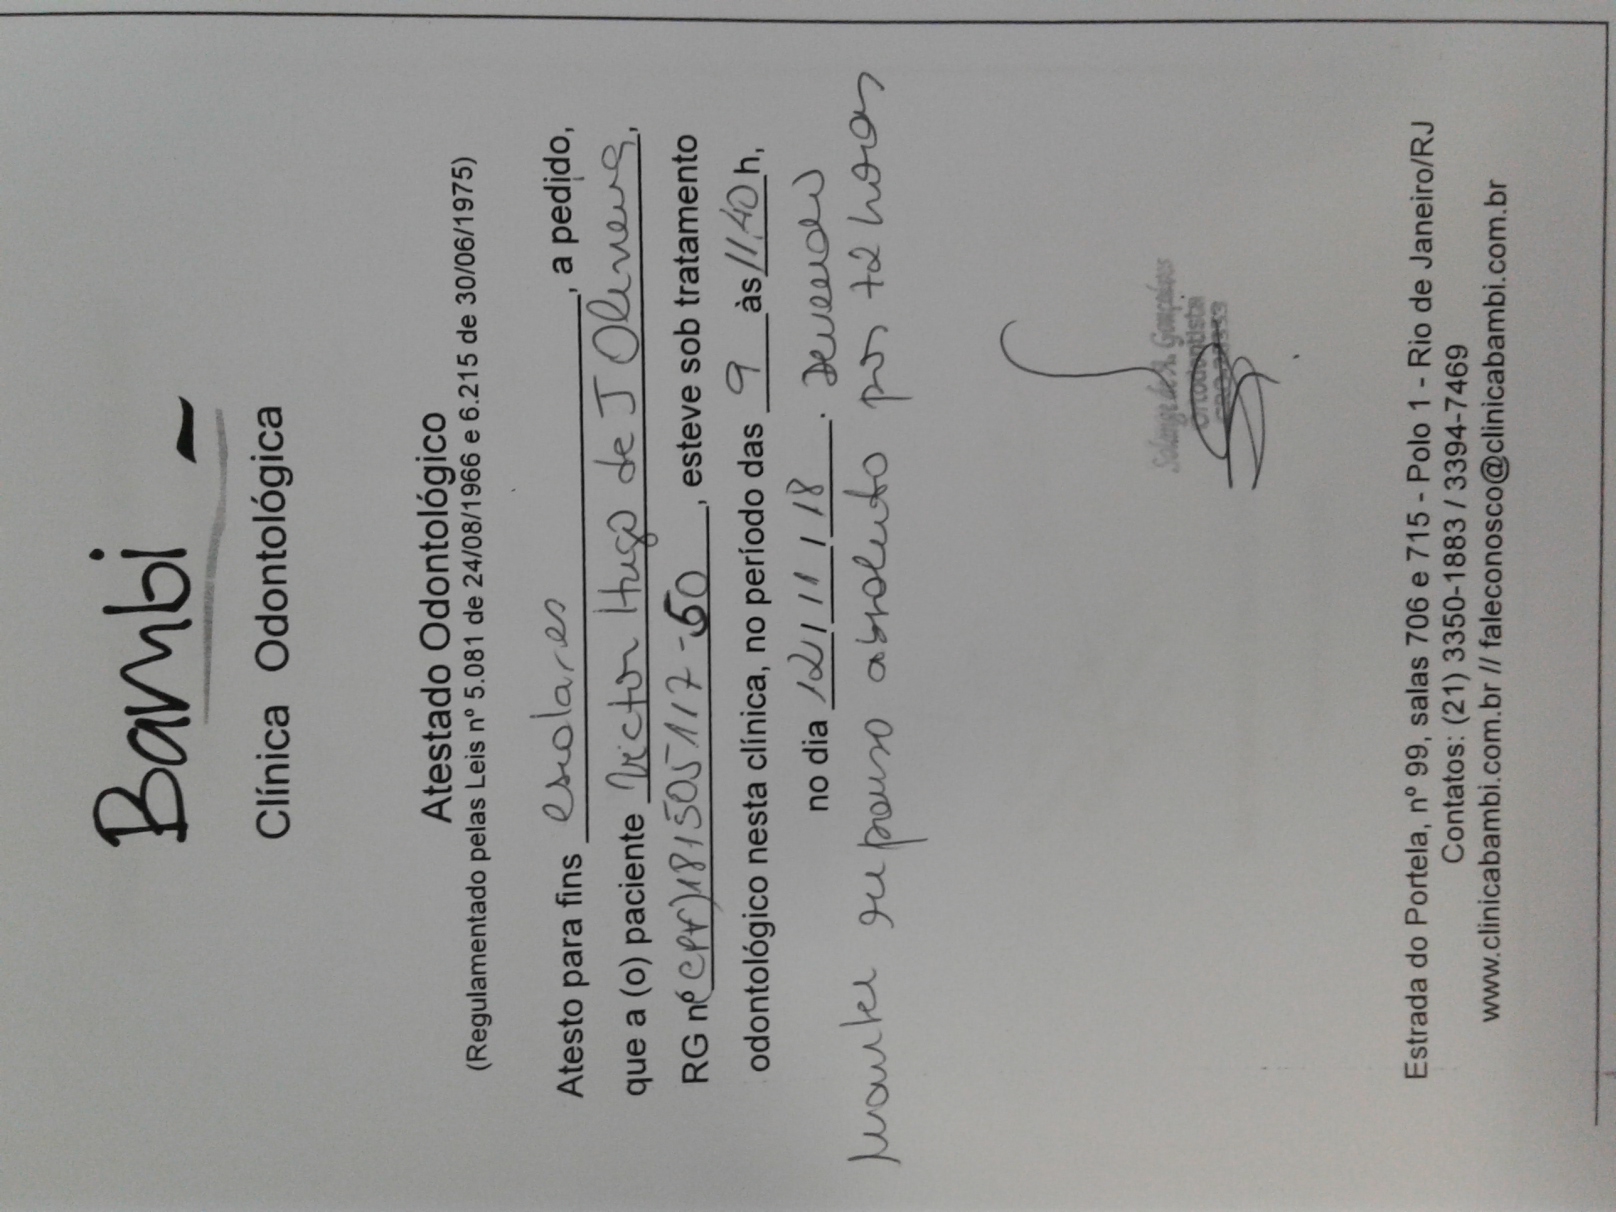 Bambi
Clínica Odontológica
Atestado Odontológico
(Regulamentado pelas Leis nº 5.081 de 24/08/1966 e 6.215 de 30/06/1975)
Atesto para fins escolares, a pedido,
que a (o) paciente Victor Hugo de J Oliveira,
RG nº (CPF) 181505117-50, esteve sob tratamento
odontológico nesta clínica, no período das 9 às 11:40 h,
no dia 12/11/18. Devendo
manter repouso absoluto por 72 horas
Solange de A. Gonçalves
Ortodontista
Estrada do Portela, nº 99, salas 706 e 715 - Polo 1 - Rio de Janeiro/RJ
Contatos: (21) 3350-1883 / 3394-7469
www.clinicabambi.com.br // faleconosco@clinicabambi.com.br